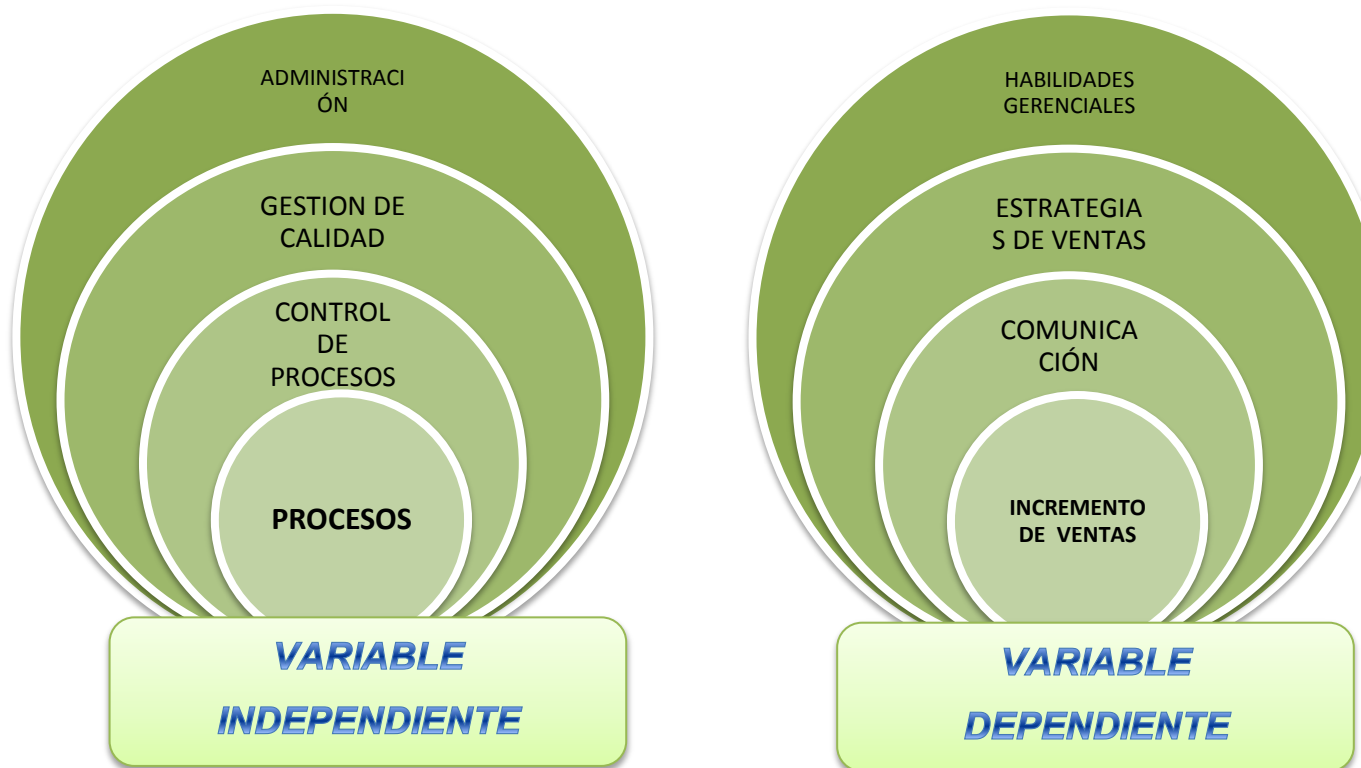 ADMINISTRACI
ÓN
GESTION DE
CALIDAD
CONTROL
DE
PROCESOS
PROCESOS
VARIABLE
INDEPENDIENTE
HABILIDADES
GERENCIALES
ESTRATEGIA
S DE VENTAS
COMUNICA
CIÓN
INCREMENTO
DE VENTAS
VARIABLE
DEPENDIENTE